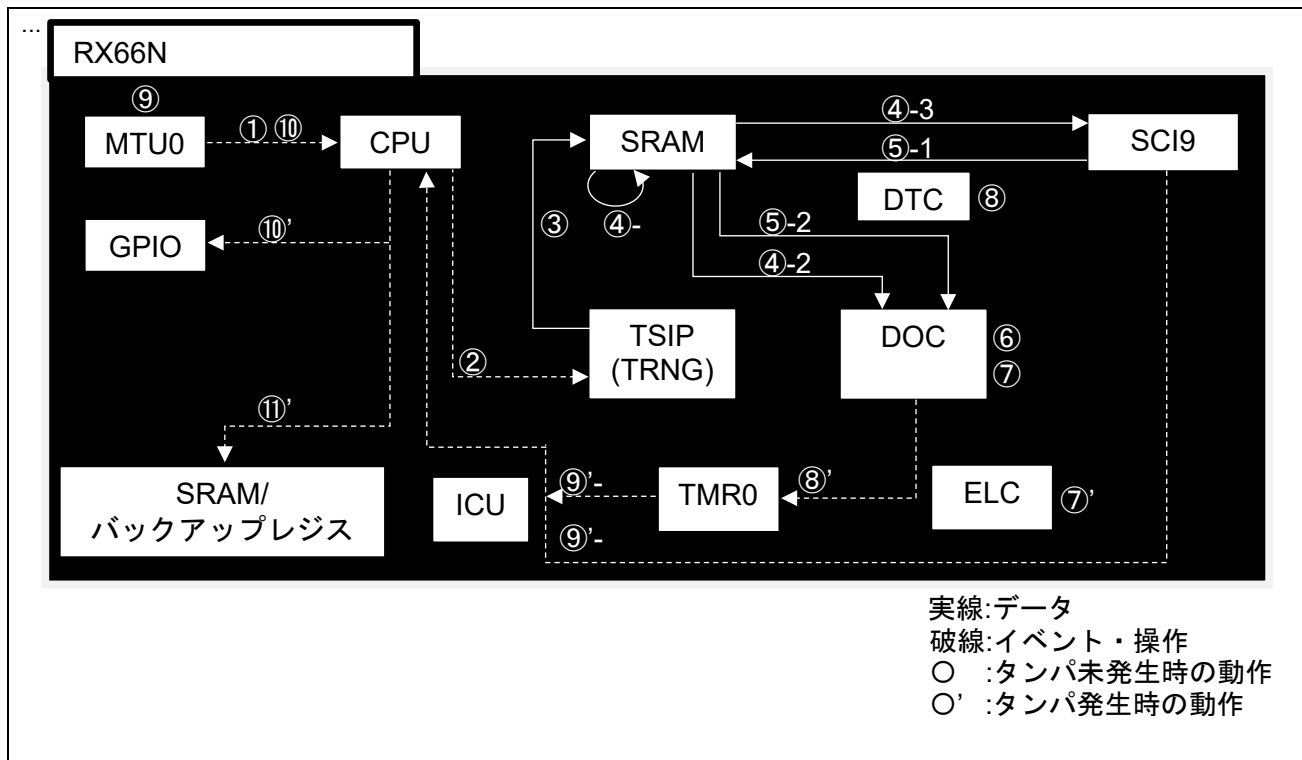 ...
RX66N
⑨
MTU0
① ⑩
CPU
SRAM
④-3
⑤-1
SCI9
DTC
⑧
④-
③
⑤-2
④-2
GPIO
⑩’
TSIP
(TRNG)
DOC
⑥
⑦
②
⑪’
SRAM/
バックアップレジス
ICU
⑨’-
TMR0
⑧’
ELC
⑦’
⑨’-
実線:データ
破線:イベント・操作
〇 :タンパ未発生時の動作
〇’ :タンパ発生時の動作